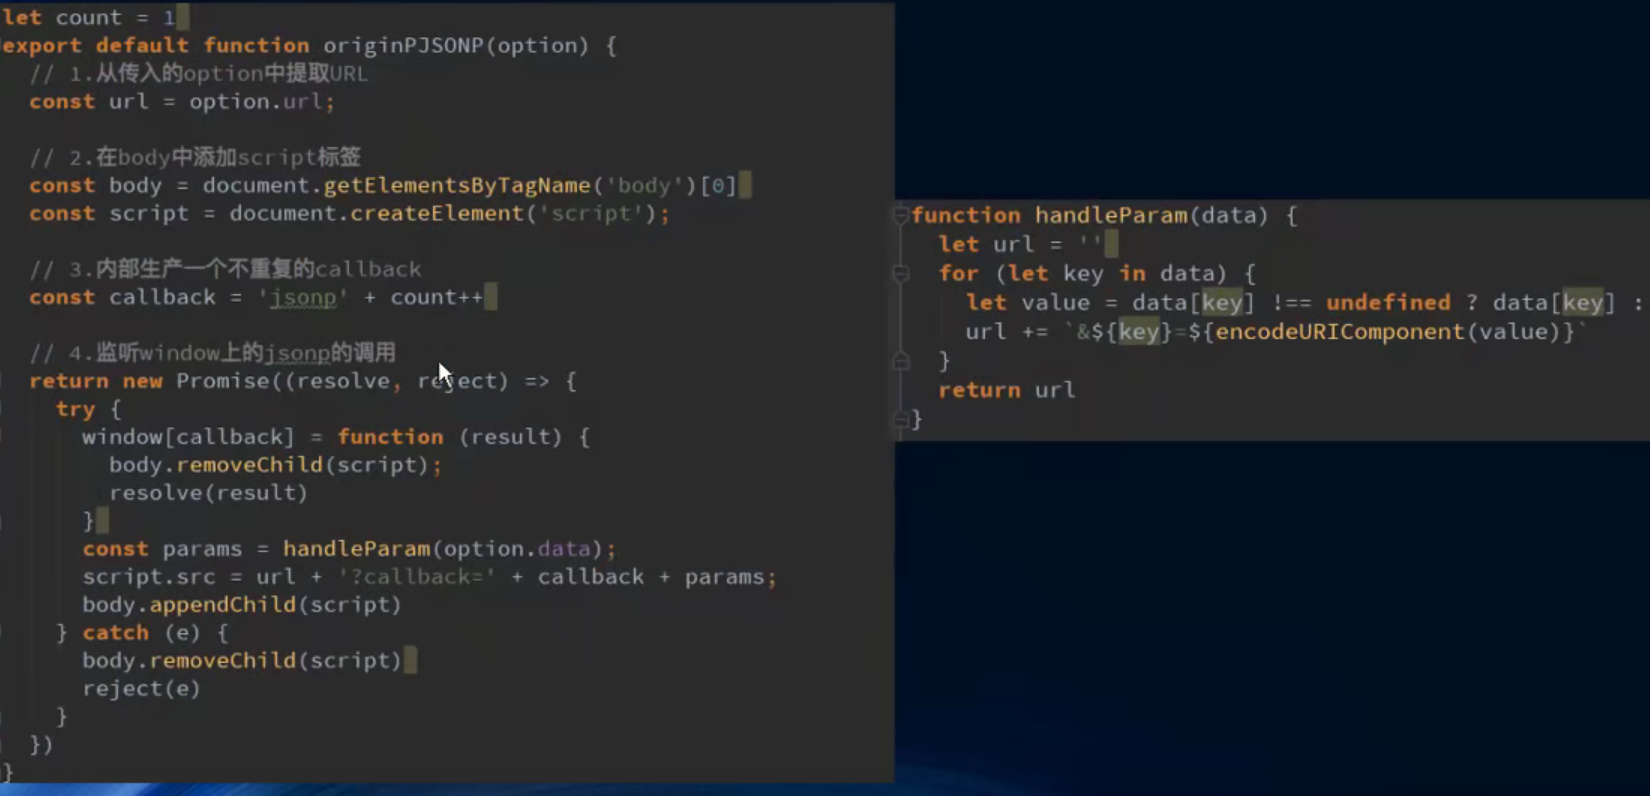 let count = 1
export default function originPJSONP(option) {
// 1.从传入的option中提取URL
const url = option.url;
// 2.在body中添加script标签
const body = document.getElementsByTagName('body')[0]
const script = document.createElement('script');
// 3.内部生产一个不重复的callback
const callback = 'jsonp' + count++
// 4.监听window上的jsonp的调用
return new Promise((resolve, reject) => {
try {
window[callback] = function (result) {
body.removeChild(script);
resolve(result)
}
const params = handleParam(option.data);
script.src = url + '?callback=' + callback + params;
body.appendChild(script)
} catch (e) {
body.removeChild(script)
reject(e)
}
})
}
function handleParam(data) {
let url = ''
for (let key in data) {
let value = data[key] !== undefined ? data[key] :
url += `&${key}=${encodeURIComponent(value)}`
}
return url
}